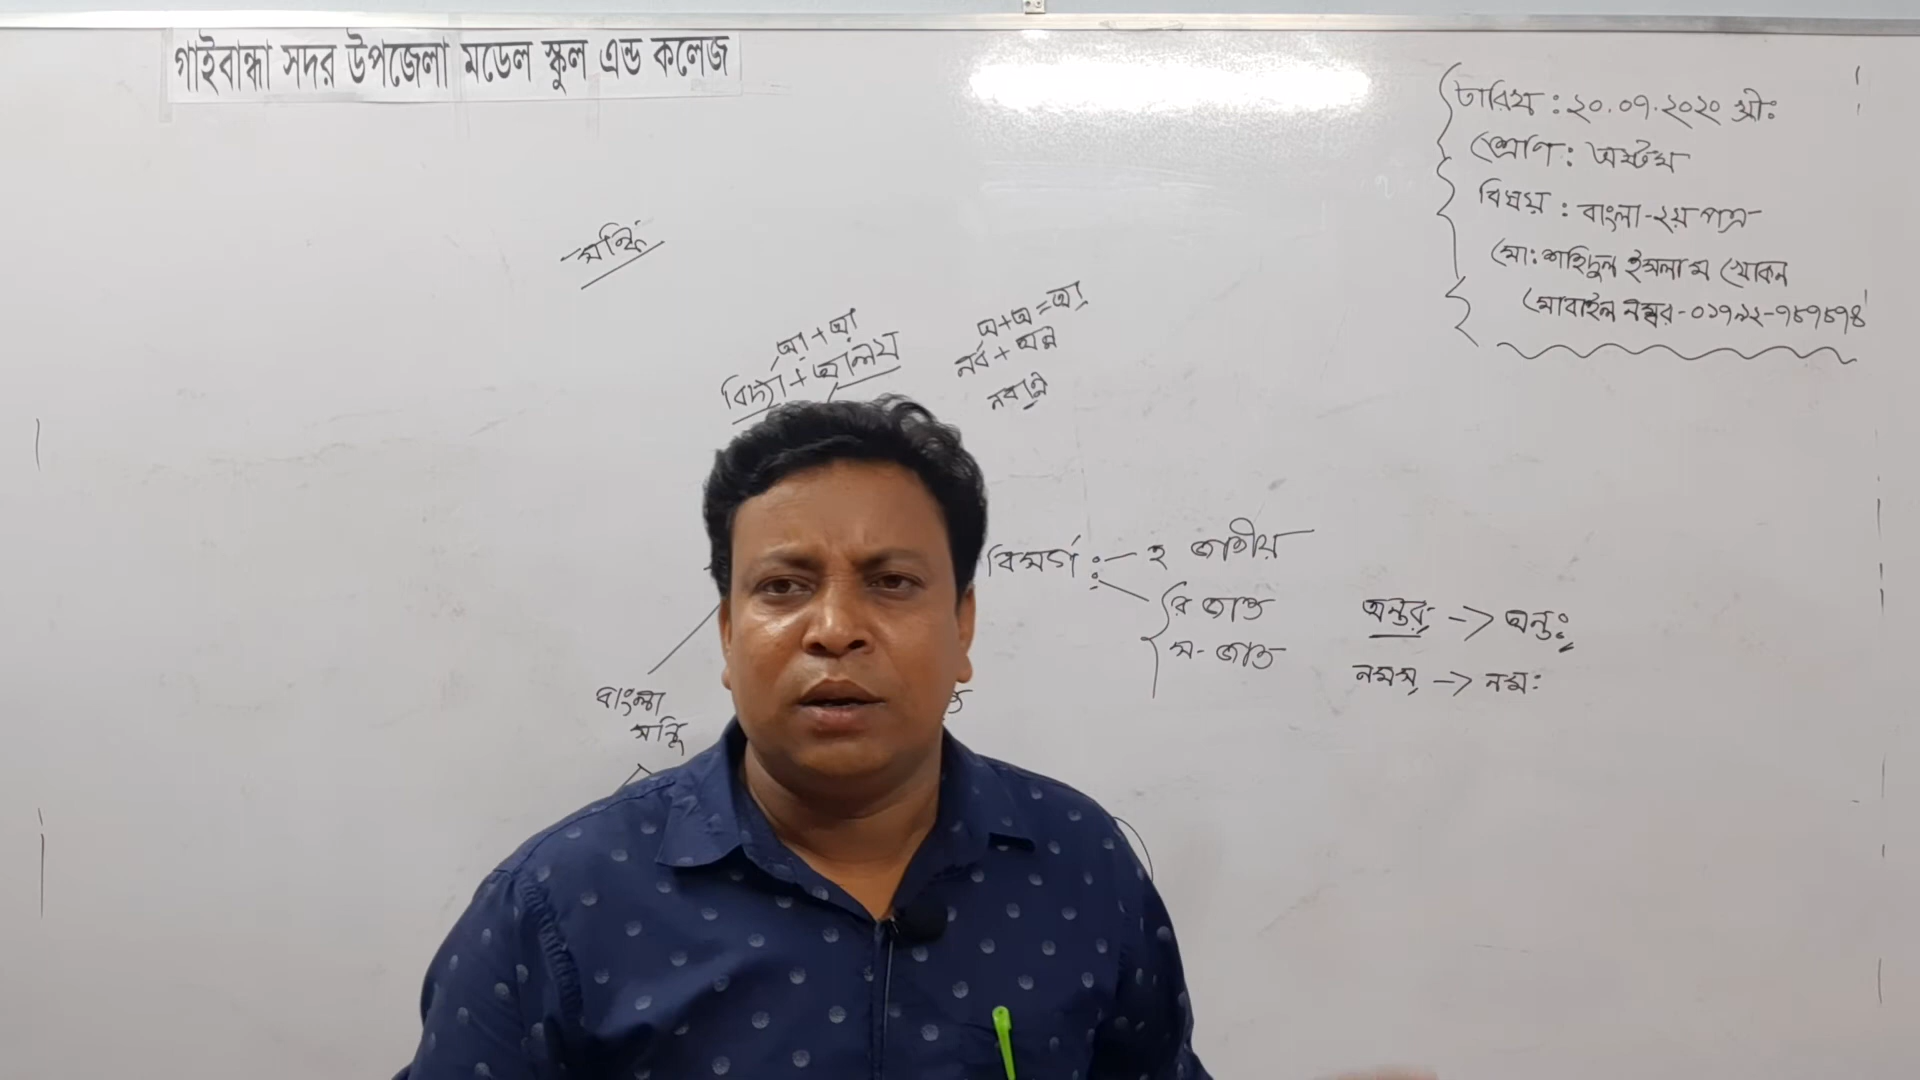 গাইবান্ধা সদর উপজেলা মডেল স্কুল এন্ড কলেজ
তারিখ : ২০.০৭.২০২০ খ্রী:
শ্রেণি : অষ্টম
বিষয় : বাংলা-২য় পত্র
মো: শহিদুল ইসলাম খোকন
মোবাইল নম্বর-০১৭৯২-৭৮৭৮৭৪
সন্ধি
আ+আ
বিদ্যা+আলয়
অ+অ=আ
নব+অন্ন
নবান্ন
বিসর্গ ঃ – হ জাতীয়
র জাত
স- জাত
অন্তর্ -> অন্তঃ
নমস্ -> নমঃ
বাংলা
সন্ধি